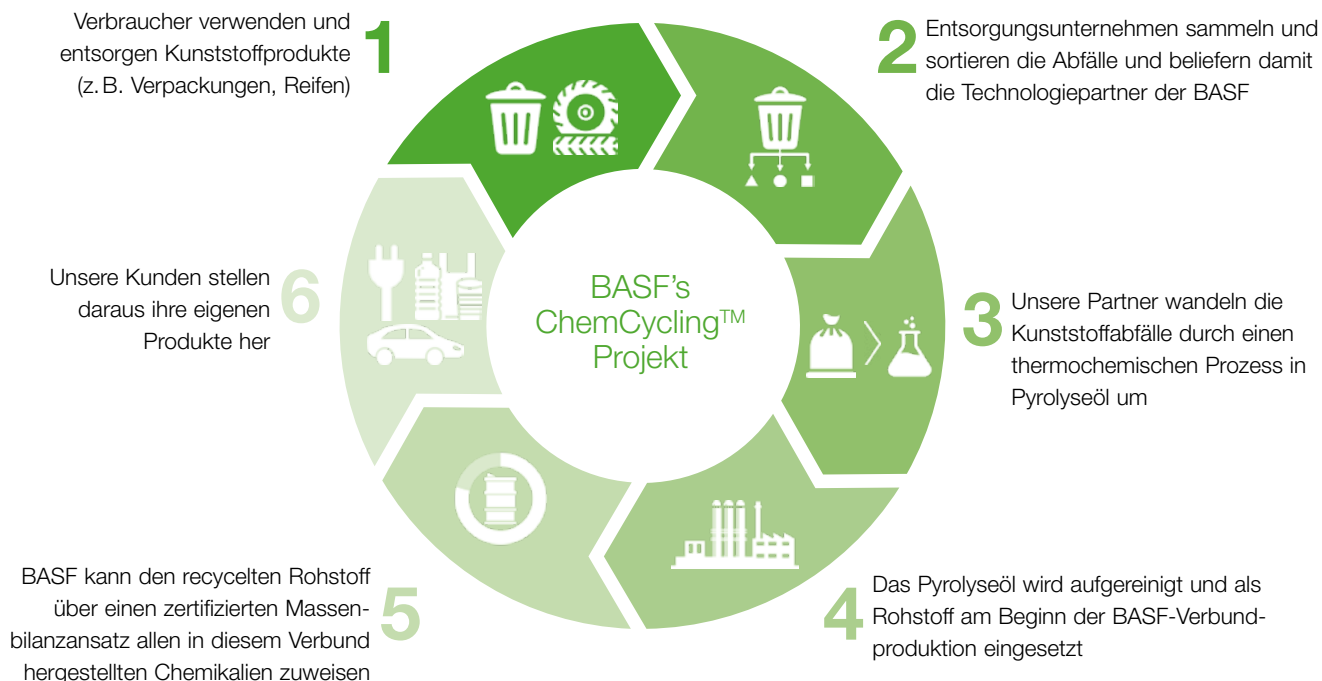 1
Verbraucher verwenden und
entsorgen Kunststoffprodukte
(z. B. Verpackungen, Reifen)
2
Entsorgungsunternehmen sammeln und
sortieren die Abfälle und beliefern damit
die Technologiepartner der BASF
BASF’s
ChemCycling™
Projekt
3
Unsere Partner wandeln die
Kunststoffabfälle durch einen
thermochemischen Prozess in
Pyrolyseöl um
4
Das Pyrolyseöl wird aufgereinigt und als
Rohstoff am Beginn der BASF-Verbund-
produktion eingesetzt
5
BASF kann den recycelten Rohstoff
über einen zertifizierten Massen-
bilanzansatz allen in diesem Verbund
hergestellten Chemikalien zuweisen
6
Unsere Kunden stellen
daraus ihre eigenen
Produkte her